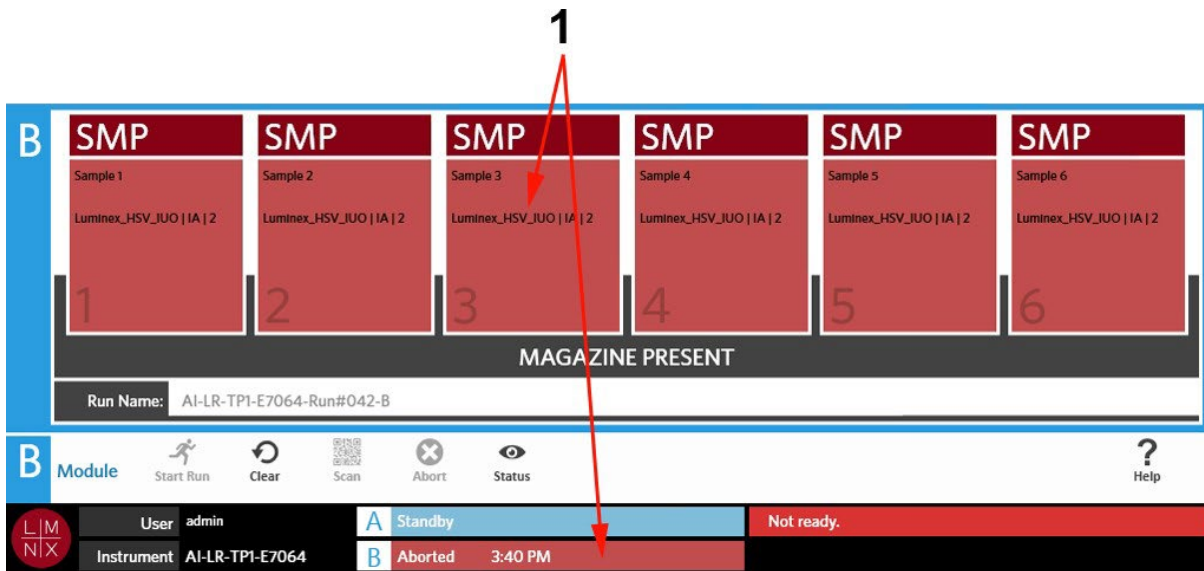 1
B
SMP SMP SMP SMP SMP SMP
Sample 1 Sample 2 Sample 3 Sample 4 Sample 5 Sample 6
Luminex_HSV_IUO | IA | 2 Luminex_HSV_IUO | IA | 2 Luminex_HSV_IUO | IA | 2 Luminex_HSV_IUO | IA | 2 Luminex_HSV_IUO | IA | 2 Luminex_HSV_IUO | IA | 2
1 2 3 4 5 6
MAGAZINE PRESENT
Run Name: AI-LR-TP1-E7064-Run#042-B
B Module Start Run Clear Scan Abort Status ? Help
LM User admin A Standby Not ready.
NIX Instrument AI-LR-TP1-E7064 B Aborted 3:40 PM